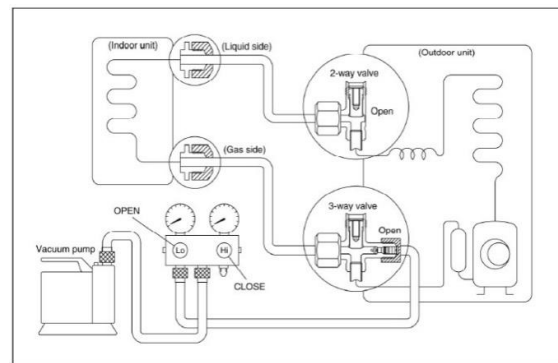 (Indoor unit)
(Liquid side)
(Outdoor unit)
2-way valve
Open
(Gas side)
3-way valve
Open
OPEN
Lo
Hi
Vacuum pump
CLOSE